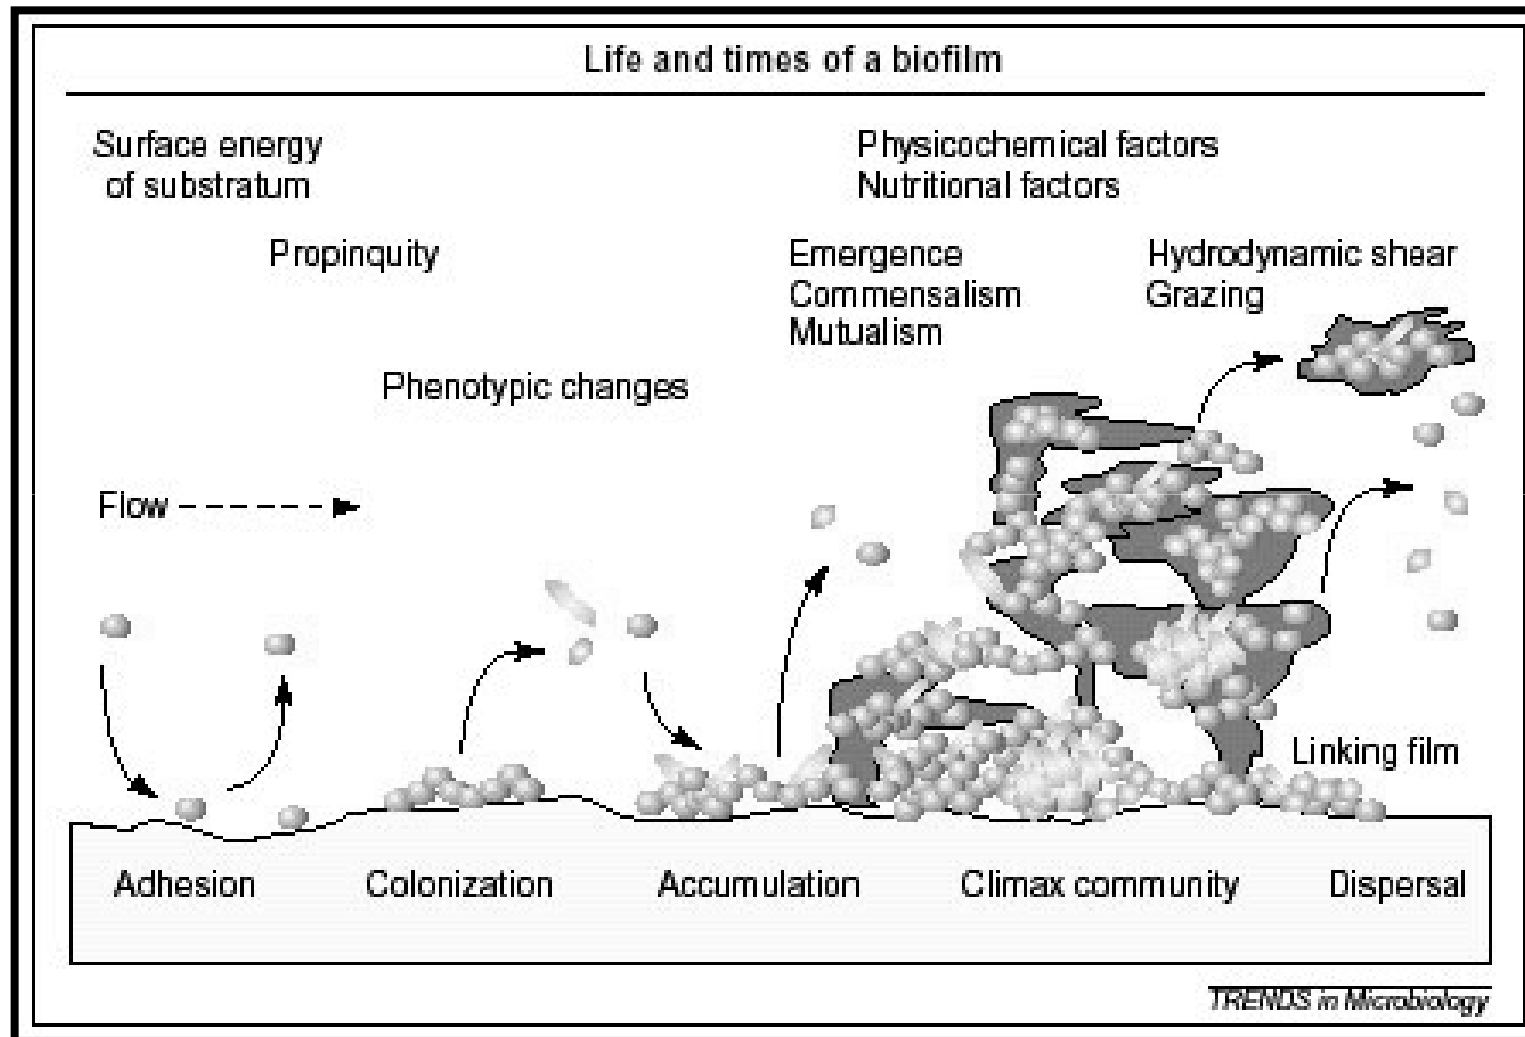 Life and times of a biofilm
Surface energy
of substratum
Physicochemical factors
Nutritional factors
Propinquity
Emergence
Commensalism
Mutualism
Hydrodynamic shear
Grazing
Phenotypic changes
Flow
Linking film
Adhesion
Colonization
Accumulation
Climax community
Dispersal
TRENDS in Microbiology